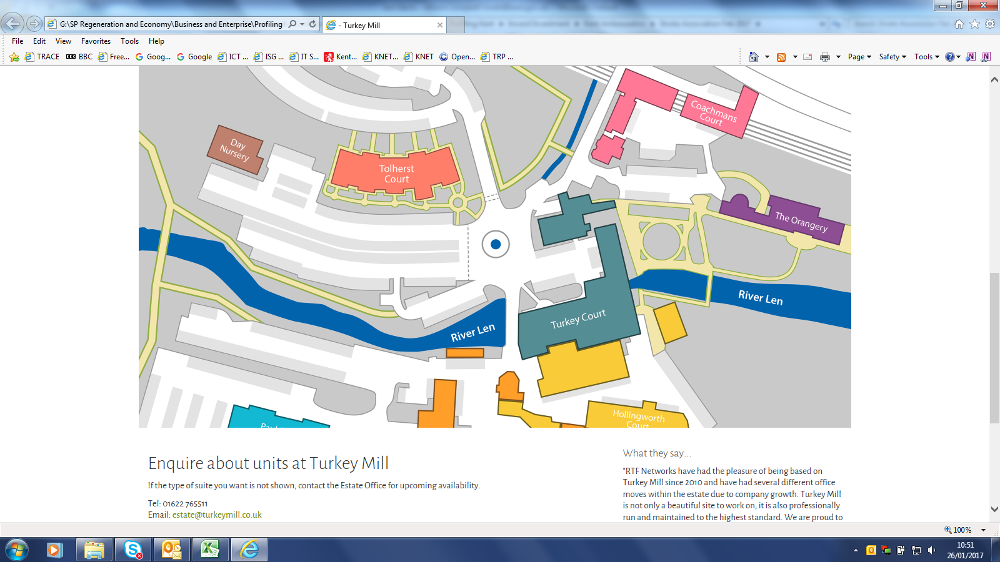 G:\SP Regeneration and Economy\Business and Enterprise\Profiling
- Turkey Mill
File Edit View Favorites Tools Help
TRACE BBC Free... Goog... Google ICT ... ISG ... IT S... Kent... KNET... KNET Open... TRP ...
Page Safety Tools
Coachmans
Court
Day
Nursery
Tolherst
Court
The Orangery
River Len
Turkey Court
River Len
Hollingworth
Court
Enquire about units at Turkey Mill
If the type of suite you want is not shown, contact the Estate Office for upcoming availability.
Tel: 01622 765511
Email: estate@turkeymill.co.uk
What they say...
"RTF Networks have had the pleasure of being based on
Turkey Mill since 2010 and have had several different office
moves within the estate due to company growth. Turkey Mill
is not only a beautiful site to work on, it is also professionally
run and maintained to the highest standard. We are proud to
100%
10:51
26/01/2017